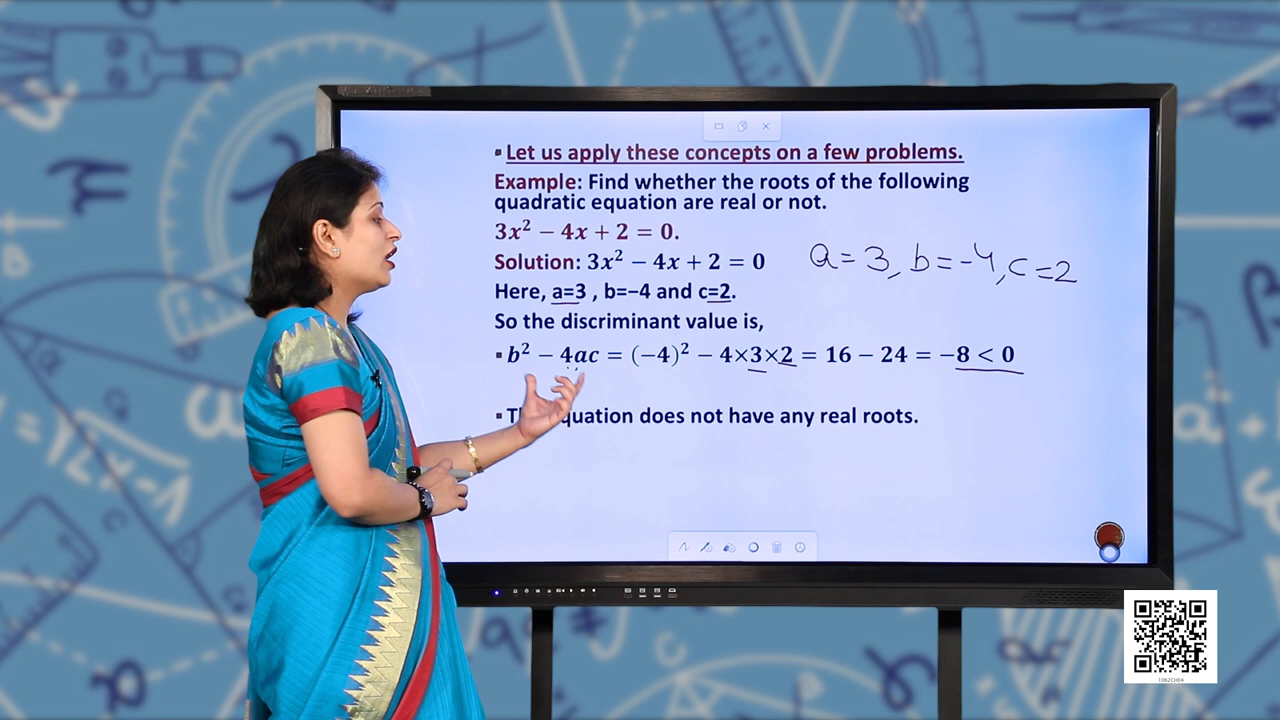 ▪ Let us apply these concepts on a few problems.
Example: Find whether the roots of the following
quadratic equation are real or not.
3x² − 4x + 2 = 0.
Solution: 3x² − 4x + 2 = 0
a=3, b=-4, c=2
Here, a=3 , b=−4 and c=2.
So the discriminant value is,
▪ b² − 4ac = (−4)² − 4×3×2 = 16 − 24 = −8 < 0
▪ equation does not have any real roots.
1062CH04